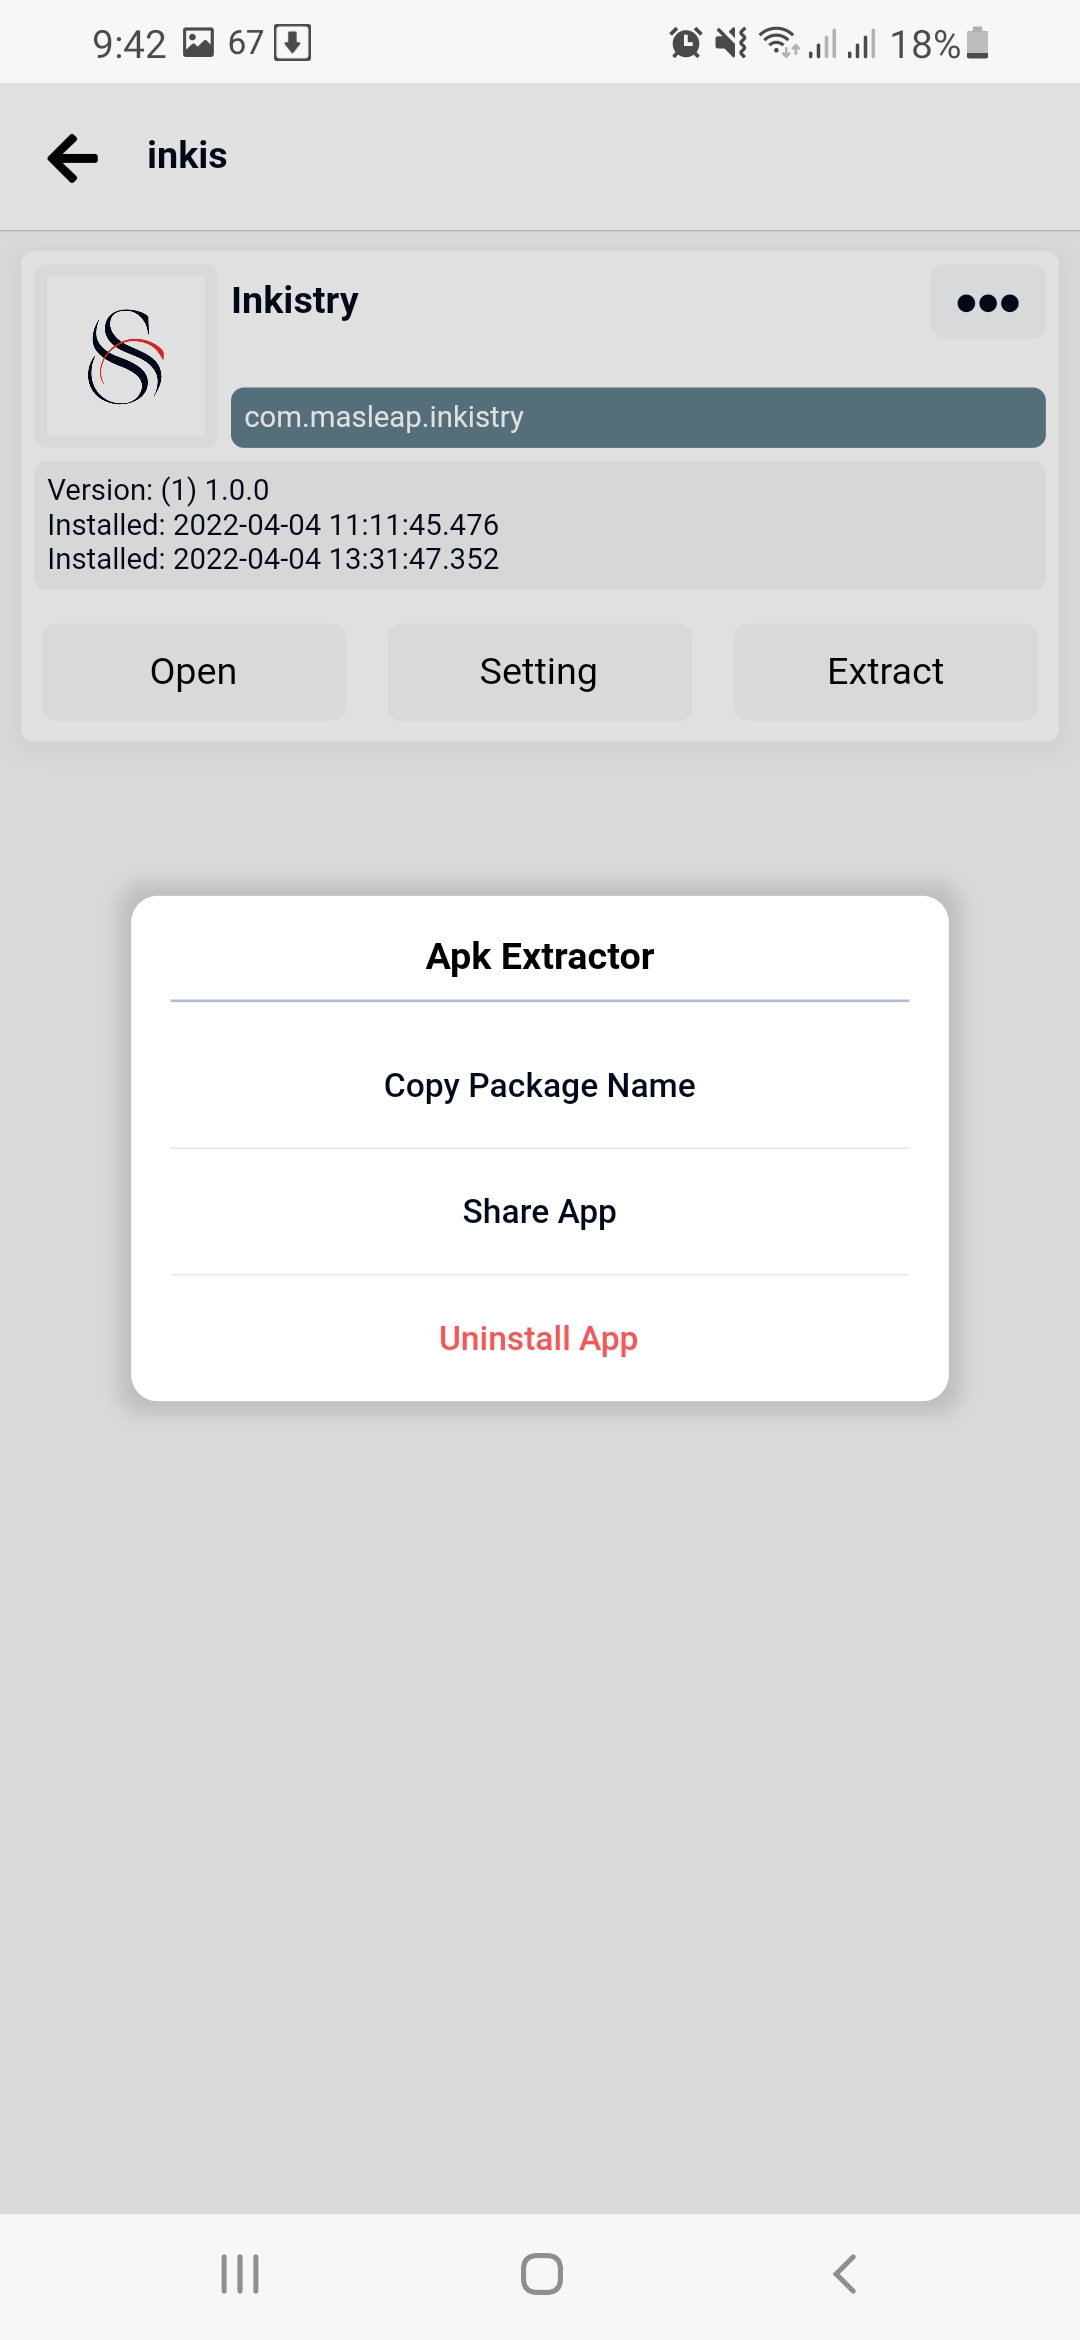 9:42 67 18%
inkis
Inkistry
com.masleap.inkistry
Version: (1) 1.0.0
Installed: 2022-04-04 11:11:45.476
Installed: 2022-04-04 13:31:47.352
Open Setting Extract
Apk Extractor
Copy Package Name
Share App
Uninstall App